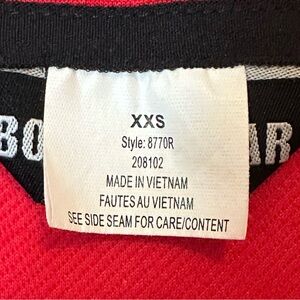 XXS
Style: 8770R
208102
MADE IN VIETNAM
FAUTES AU VIETNAM
SEE SIDE SEAM FOR CARE/CONTENT